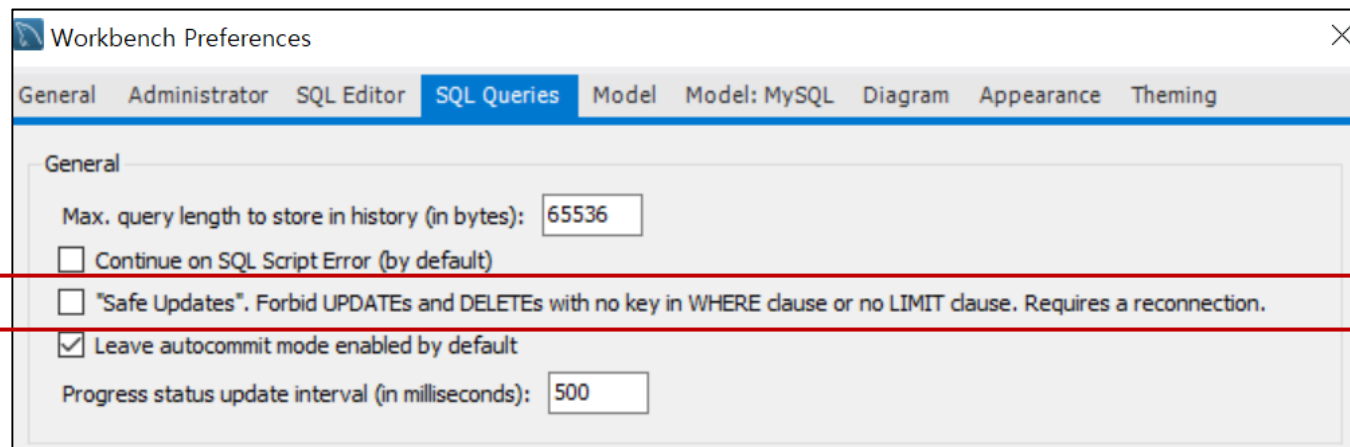 Workbench Preferences
General Administrator SQL Editor SQL Queries Model Model: MySQL Diagram Appearance Theming
General
Max. query length to store in history (in bytes): 65536
Continue on SQL Script Error (by default)
"Safe Updates". Forbid UPDATEs and DELETEs with no key in WHERE clause or no LIMIT clause. Requires a reconnection.
Leave autocommit mode enabled by default
Progress status update interval (in milliseconds): 500